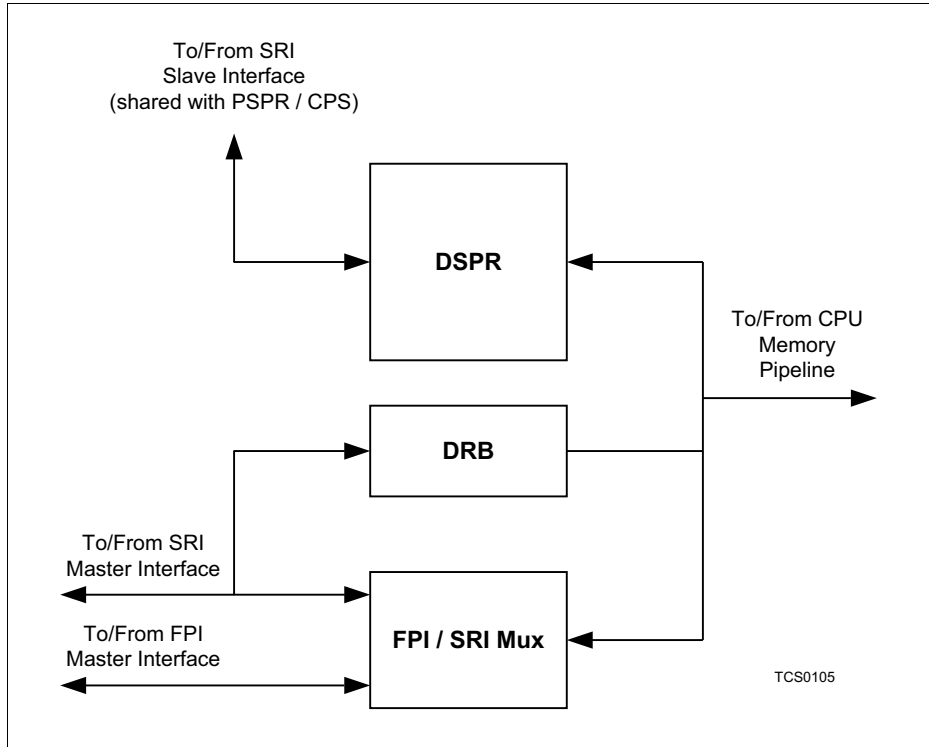 To/From SRI
Slave Interface
(shared with PSPR / CPS)
DSPR
To/From CPU
Memory
Pipeline
DRB
To/From SRI
Master Interface
To/From FPI
Master Interface
FPI / SRI Mux
TCS0105